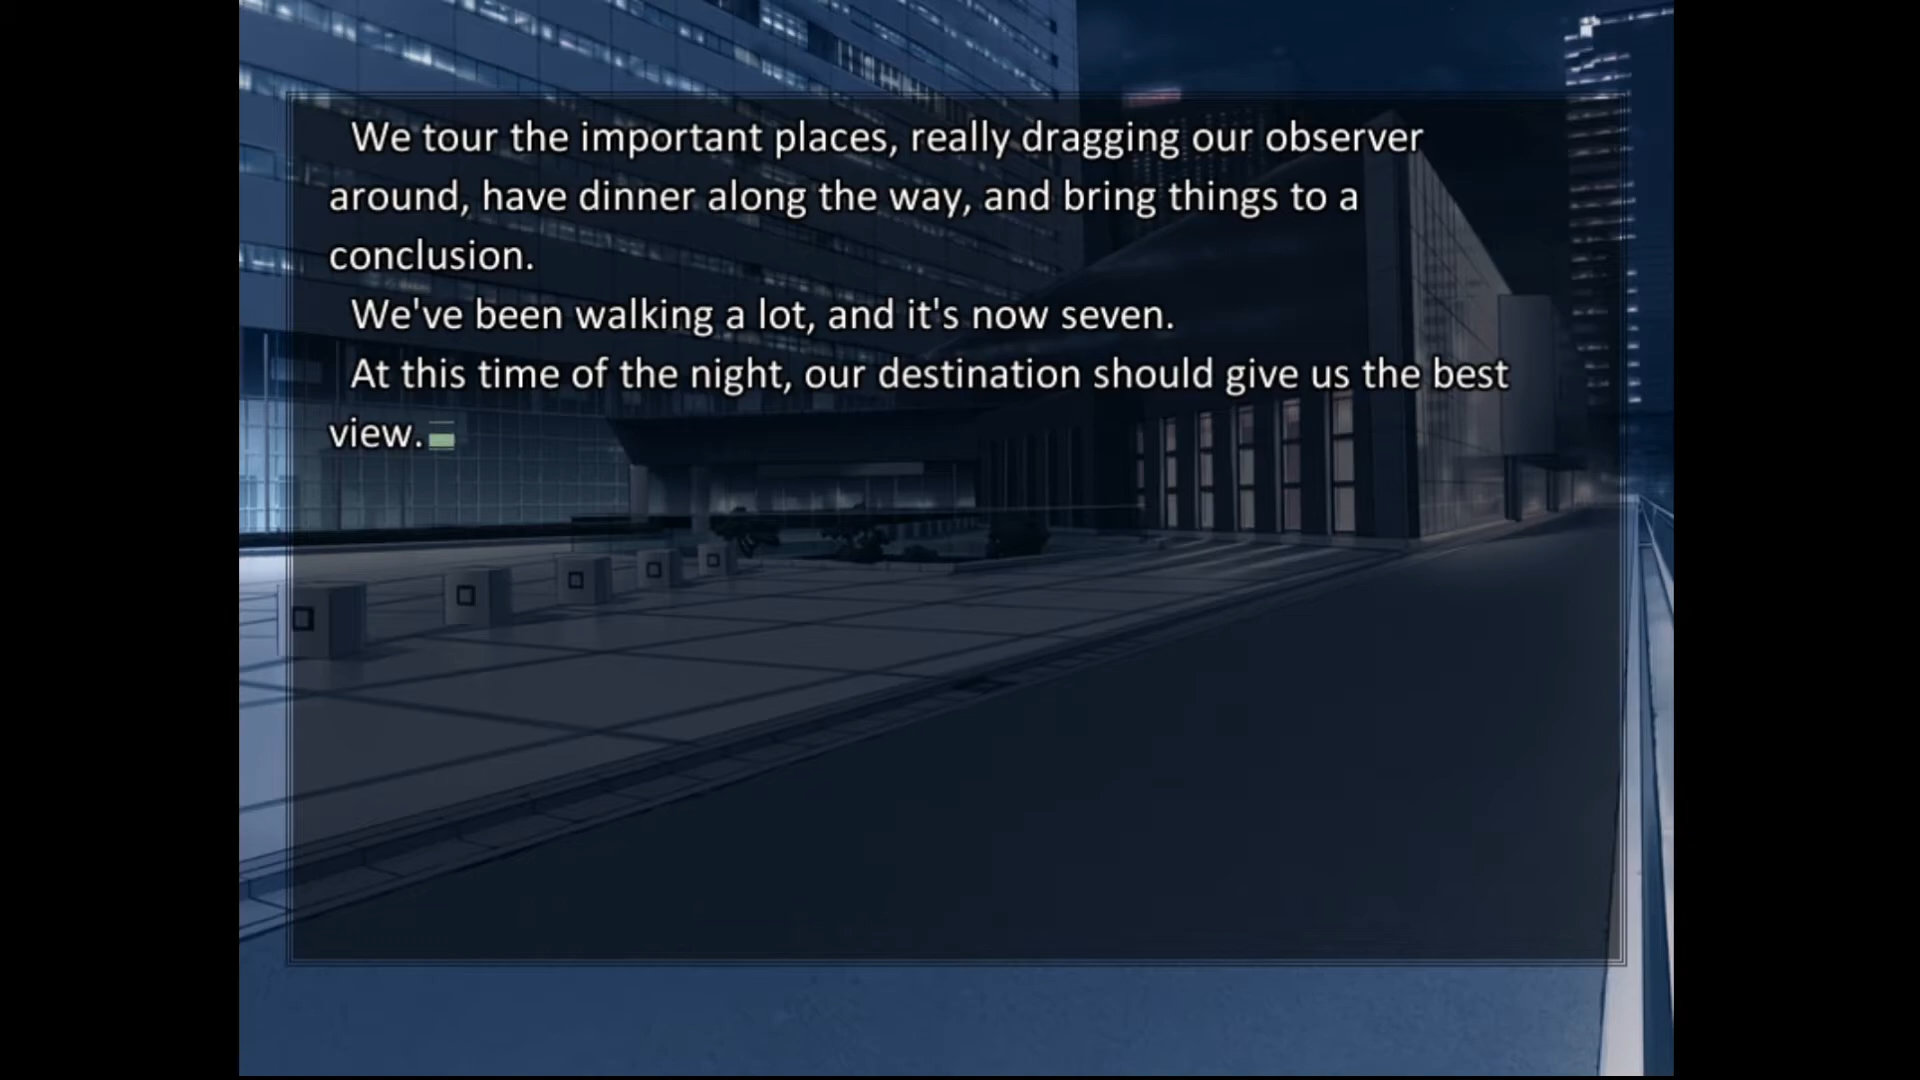 We tour the important places, really dragging our observer
around, have dinner along the way, and bring things to a
conclusion.
We've been walking a lot, and it's now seven.
At this time of the night, our destination should give us the best
view.